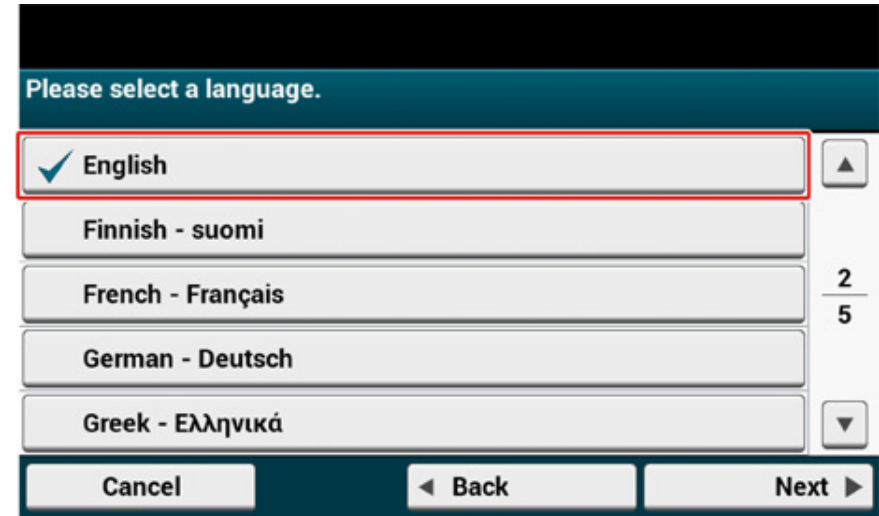 Please select a language.
English
Finnish - suomi
French - Français
German - Deutsch
Greek - Ελληνικά
2
5
Cancel
Back
Next